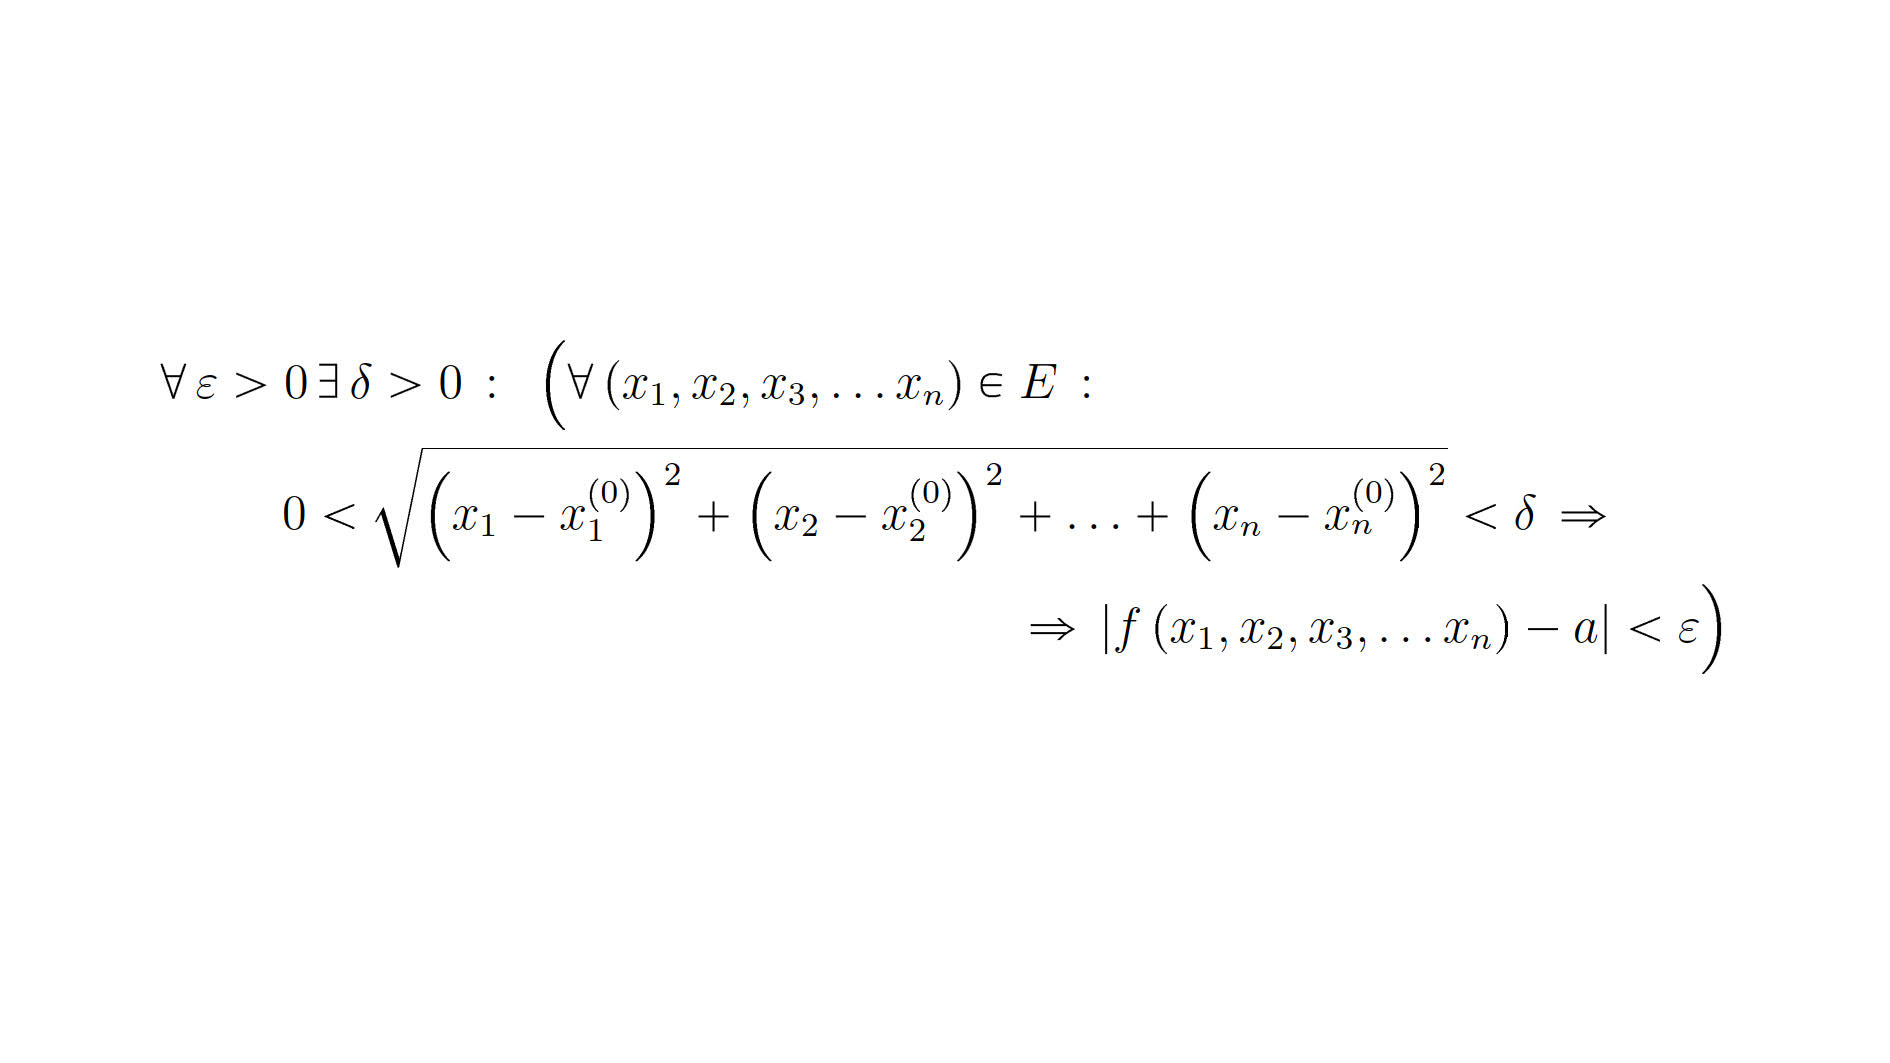 ∀ ε > 0 ∃ δ > 0 : (∀ (x₁, x₂, x₃, … xₙ) ∈ E :
0 < √((x₁ − x₁⁽⁰⁾)² + (x₂ − x₂⁽⁰⁾)² + … + (xₙ − xₙ⁽⁰⁾)²) < δ ⇒
⇒ |f (x₁, x₂, x₃, … xₙ) − a| < ε)